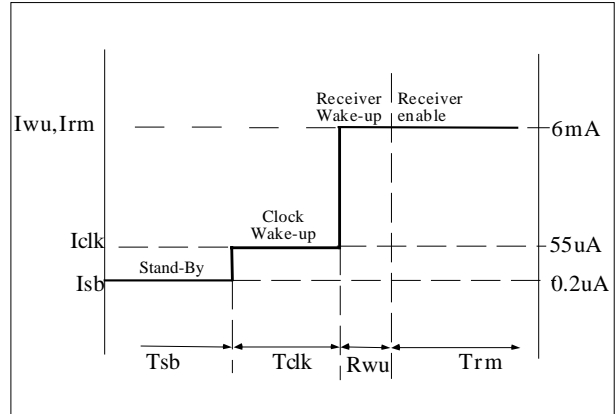 Receiver Receiver
Wake-up enable
Iwu,Irm
6mA
Clock
Wake-up
Iclk
55uA
Stand-By
Isb
0.2uA
Tsb Tclk Rwu Trm